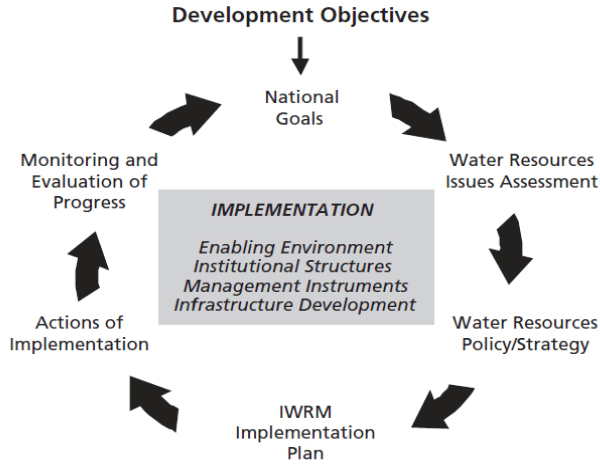 Development Objectives
National
Goals
Water Resources
Issues Assessment
Water Resources
Policy/Strategy
IWRM
Implementation
Plan
Actions of
Implementation
Monitoring and
Evaluation of
Progress
IMPLEMENTATION
Enabling Environment
Institutional Structures
Management Instruments
Infrastructure Development